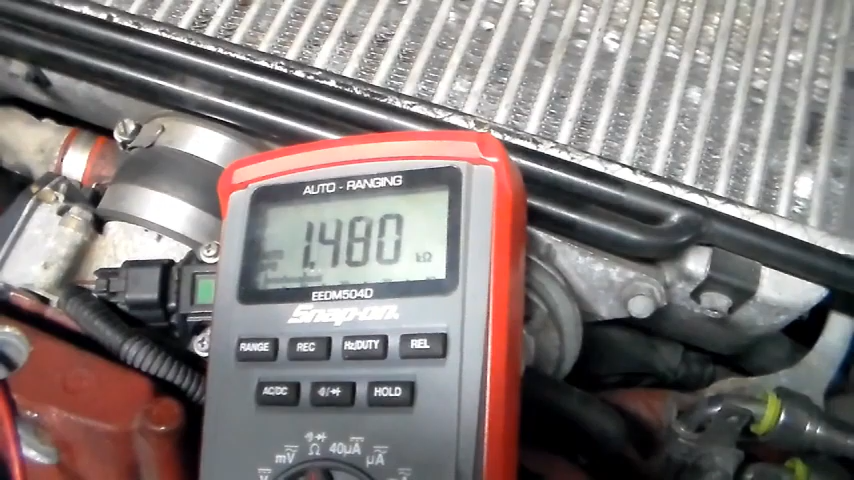 AUTO - RANGING
1.480 kΩ
EEDM504D
Snap-on
RANGE REC Hz/DUTY REL
AC/DC HOLD
Ω 40µA
mV µA
V